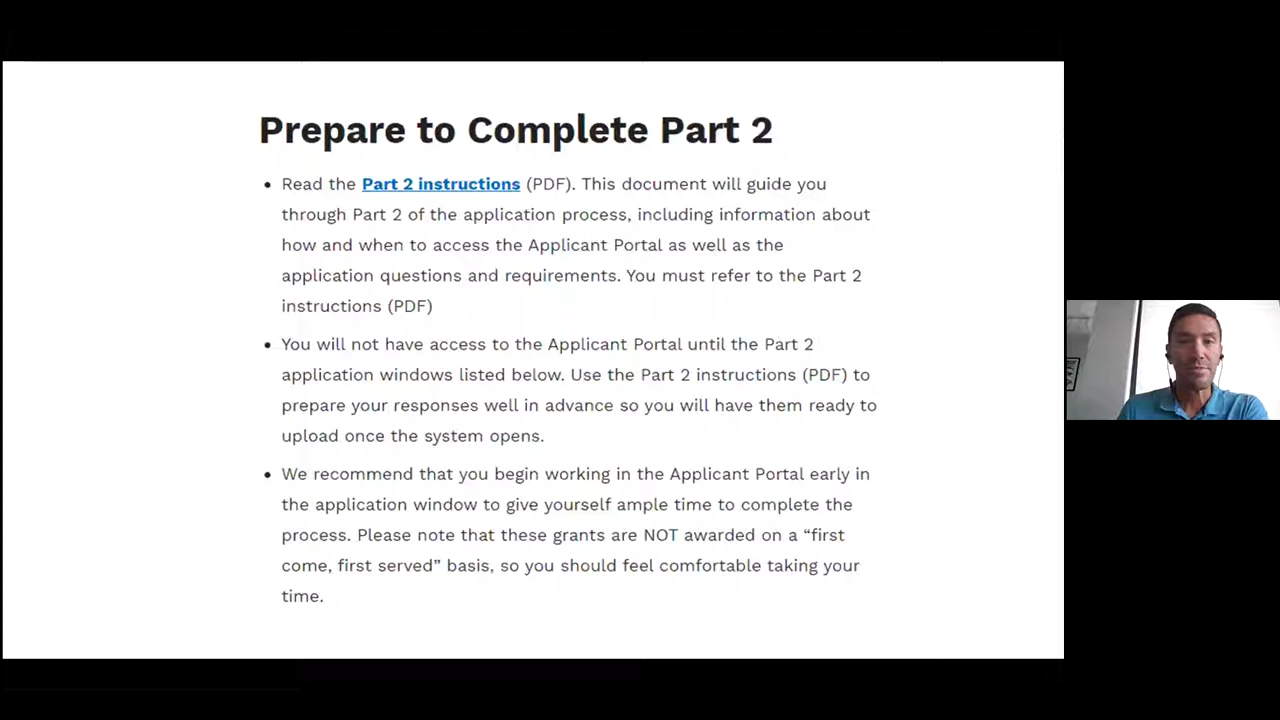 Prepare to Complete Part 2
• Read the Part 2 instructions (PDF). This document will guide you
through Part 2 of the application process, including information about
how and when to access the Applicant Portal as well as the
application questions and requirements. You must refer to the Part 2
instructions (PDF)
• You will not have access to the Applicant Portal until the Part 2
application windows listed below. Use the Part 2 instructions (PDF) to
prepare your responses well in advance so you will have them ready to
upload once the system opens.
• We recommend that you begin working in the Applicant Portal early in
the application window to give yourself ample time to complete the
process. Please note that these grants are NOT awarded on a “first
come, first served” basis, so you should feel comfortable taking your
time.